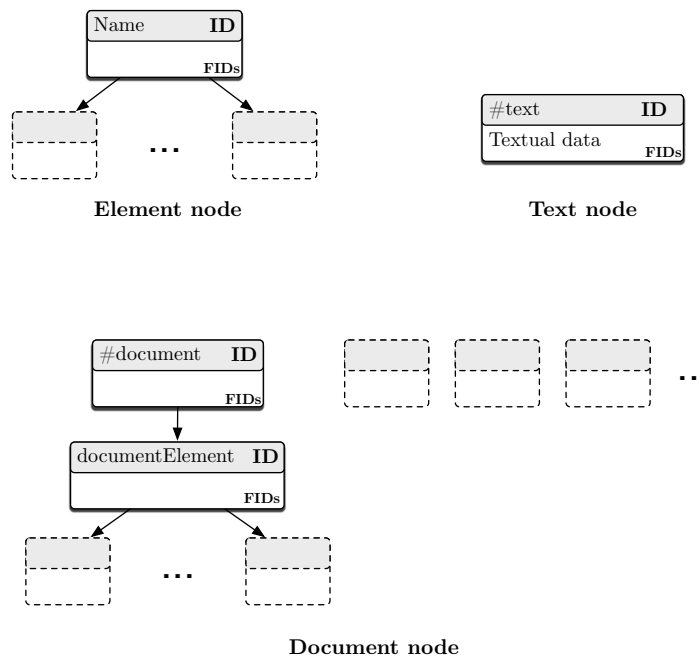 Name ID
FIDs
...
Element node
#text ID
Textual data
FIDs
Text node
#document ID
FIDs
..
documentElement ID
FIDs
...
Document node